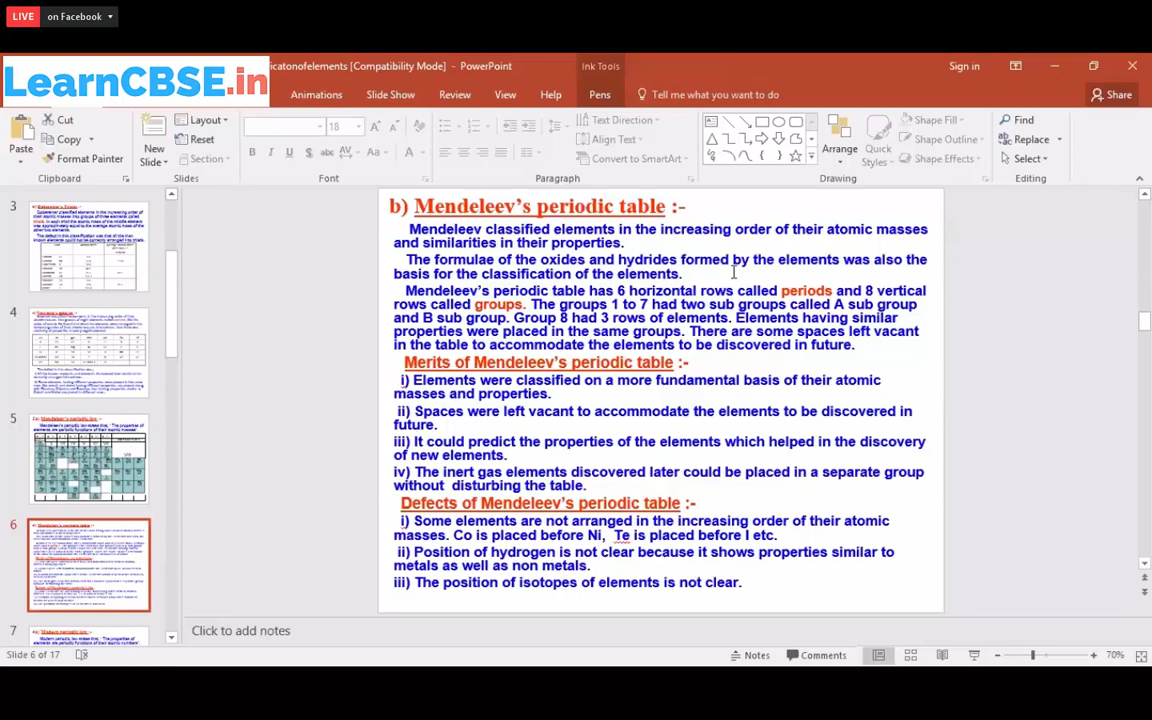 LIVE on Facebook
LearnCBSE.in
icatonofelements [Compatibility Mode] - PowerPoint
Ink Tools
Sign in
Animations Slide Show Review View Help Pens Tell me what you want to do
Share
Paste
Cut
Copy
Format Painter
Clipboard
New
Slide
Layout
Reset
Section
Slides
18
B I U S abc AV Aa A
Font
Text Direction
Align Text
Convert to SmartArt
Paragraph
Arrange
Quick
Styles
Shape Fill
Shape Outline
Shape Effects
Drawing
Find
Replace
Select
Editing
3
4
5
6
7
b) Mendeleev's periodic table :-
Mendeleev classified elements in the increasing order of their atomic masses
and similarities in their properties.
The formulae of the oxides and hydrides formed by the elements was also the
basis for the classification of the elements.
Mendeleev's periodic table has 6 horizontal rows called periods and 8 vertical
rows called groups. The groups 1 to 7 had two sub groups called A sub group
and B sub group. Group 8 had 3 rows of elements. Elements having similar
properties were placed in the same groups. There are some spaces left vacant
in the table to accommodate the elements to be discovered in future.
Merits of Mendeleev's periodic table :-
i) Elements were classified on a more fundamental basis of their atomic
masses and properties.
ii) Spaces were left vacant to accommodate the elements to be discovered in
future.
iii) It could predict the properties of the elements which helped in the discovery
of new elements.
iv) The inert gas elements discovered later could be placed in a separate group
without disturbing the table.
Defects of Mendeleev's periodic table :-
i) Some elements are not arranged in the increasing order of their atomic
masses. Co is placed before Ni, Te is placed before I etc.
ii) Position of hydrogen is not clear because it shows properties similar to
metals as well as non metals.
iii) The position of isotopes of elements is not clear.
Click to add notes
Slide 6 of 17
Notes
Comments
70%